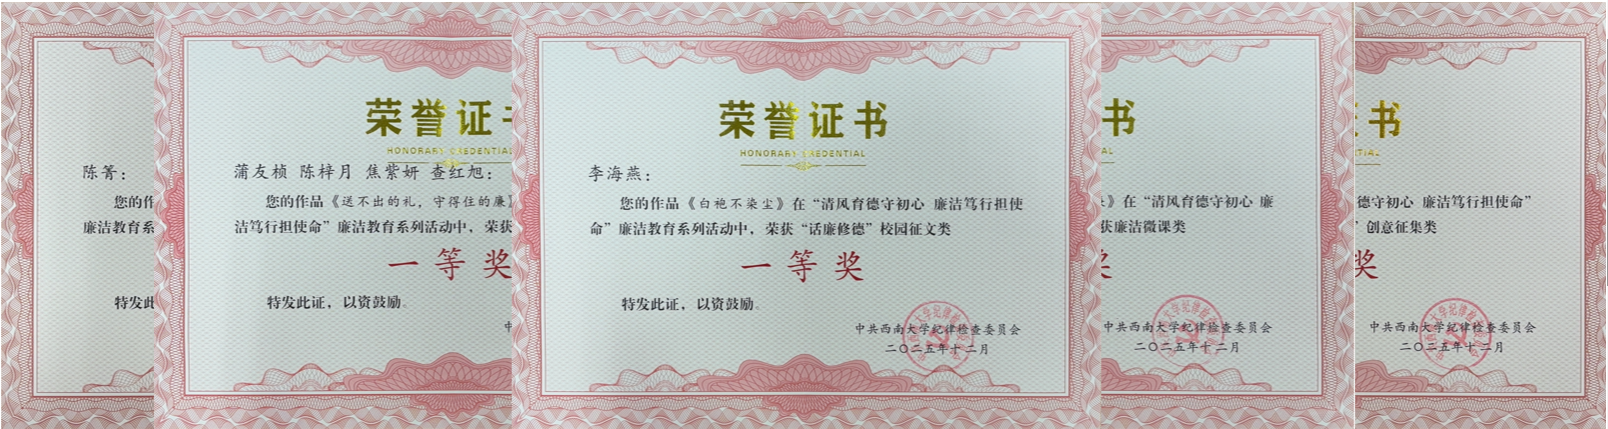 陈箐：
您的作
廉洁教育系
特发此
荣誉证书
HONORARY CREDENTIAL
蒲友桢 陈梓月 焦紫妍 查红旭：
您的作品《送不出的礼，守得住的廉》
洁笃行担使命”廉洁教育系列活动中，荣获
一等奖
特发此证，以资鼓励。
中
荣誉证书
HONORARY CREDENTIAL
李海燕：
您的作品《白袍不染尘》在“清风育德守初心 廉洁笃行担使
命”廉洁教育系列活动中，荣获“话廉修德”校园征文类
一等奖
特发此证，以资鼓励。
中共西南大学纪律检查委员会
二〇二五年十二月
书
NTIAL
》在“清风育德守初心 廉
获廉洁微课类
奖
中共西南大学纪律检查委员会
二〇二五年十二月
证书
NTIAL
德守初心 廉洁笃行担使命”
”创意征集类
奖
中共西南大学纪律检查委员会
二〇二五年十二月